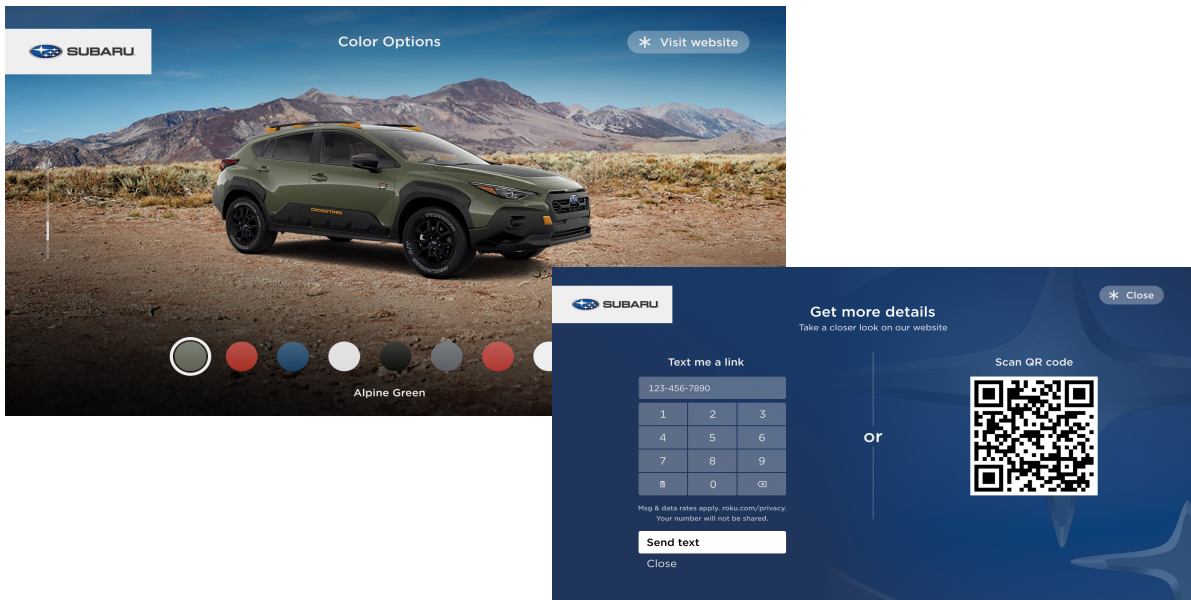 SUBARU
Color Options
Visit website
CROSSTREK
Alpine Green
SUBARU
Close
Get more details
Take a closer look on our website
Text me a link
123-456-7890
1 2 3
4 5 6
7 8 9
0
Msg & data rates apply. roku.com/privacy.
Your number will not be shared.
Send text
Close
or
Scan QR code